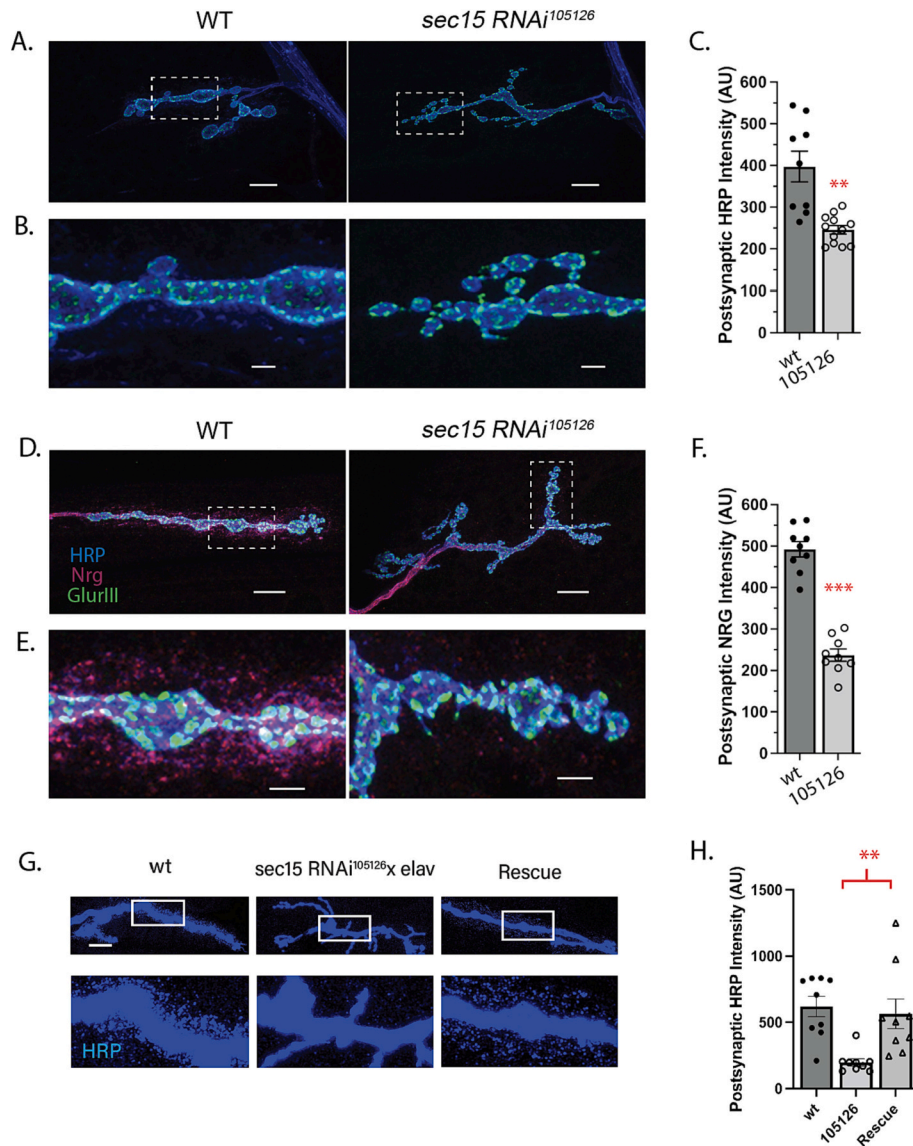 WT
sec15 RNAi105126
A.
B.
C.
Postsynaptic HRP Intensity (AU)
600
500
400
300
200
100
0
**
wt
105126
WT
sec15 RNAi105126
D.
HRP
Nrg
GlurIII
E.
F.
Postsynaptic NRG Intensity (AU)
600
500
400
300
200
100
0
***
wt
105126
G.
wt
sec15 RNAi105126x elav
Rescue
HRP
H.
Postsynaptic HRP Intensity (AU)
1500
1000
500
0
**
wt
105126
Rescue